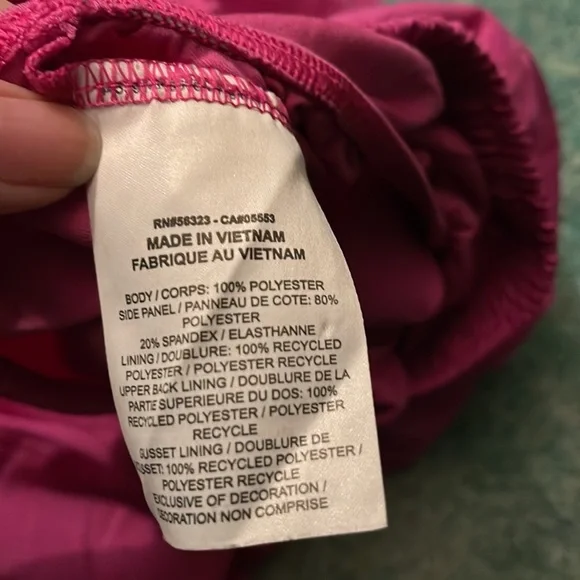 RN#56323 - CA#05553
MADE IN VIETNAM
FABRIQUE AU VIETNAM
BODY / CORPS: 100% POLYESTER
SIDE PANEL / PANNEAU DE COTE: 80%
POLYESTER
20% SPANDEX / ELASTHANNE
LINING / DOUBLURE: 100% RECYCLED
POLYESTER / POLYESTER RECYCLE
UPPER BACK LINING / DOUBLURE DE LA
PARTIE SUPERIEURE DU DOS: 100%
RECYCLED POLYESTER / POLYESTER
RECYCLE
GUSSET LINING / DOUBLURE DE
GUSSET: 100% RECYCLED POLYESTER /
POLYESTER RECYCLE
EXCLUSIVE OF DECORATION /
DECORATION NON COMPRISE